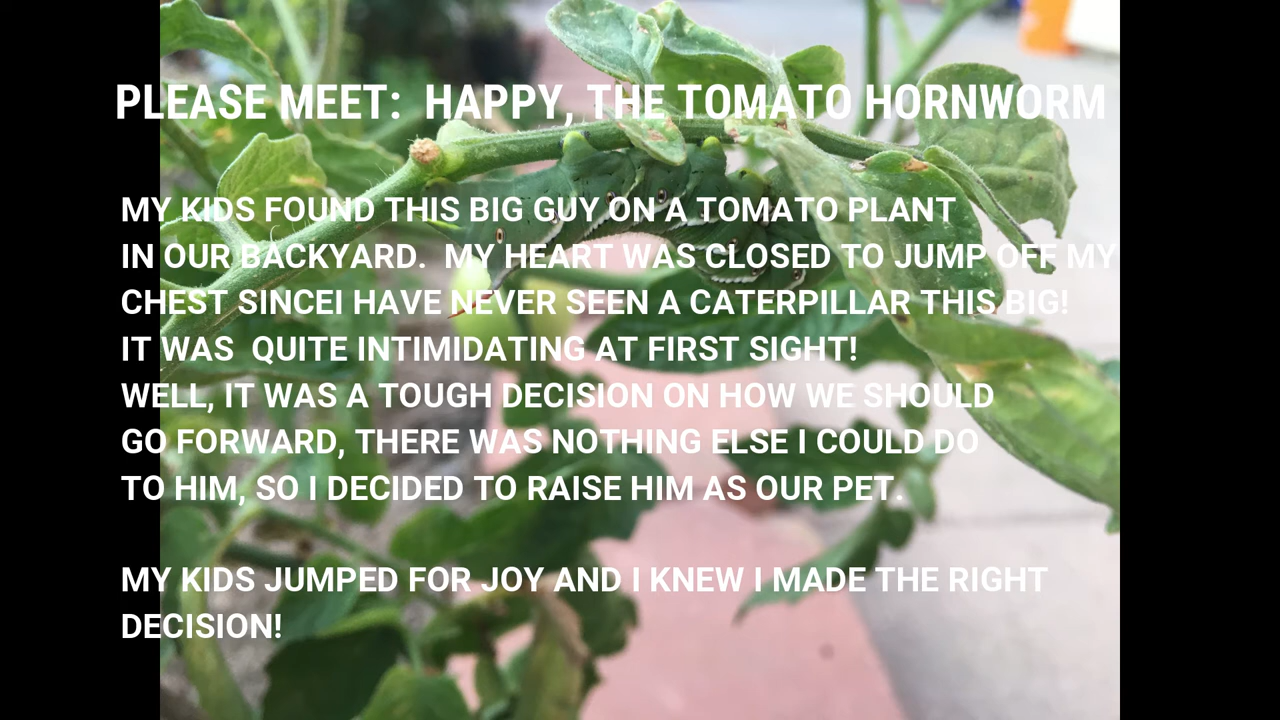 PLEASE MEET:  HAPPY, THE TOMATO HORNWORM
MY KIDS FOUND THIS BIG GUY ON A TOMATO PLANT
IN OUR BACKYARD.  MY HEART WAS CLOSED TO JUMP OFF MY
CHEST SINCEI HAVE NEVER SEEN A CATERPILLAR THIS BIG!
IT WAS  QUITE INTIMIDATING AT FIRST SIGHT!
WELL, IT WAS A TOUGH DECISION ON HOW WE SHOULD
GO FORWARD, THERE WAS NOTHING ELSE I COULD DO
TO HIM, SO I DECIDED TO RAISE HIM AS OUR PET.
MY KIDS JUMPED FOR JOY AND I KNEW I MADE THE RIGHT
DECISION!